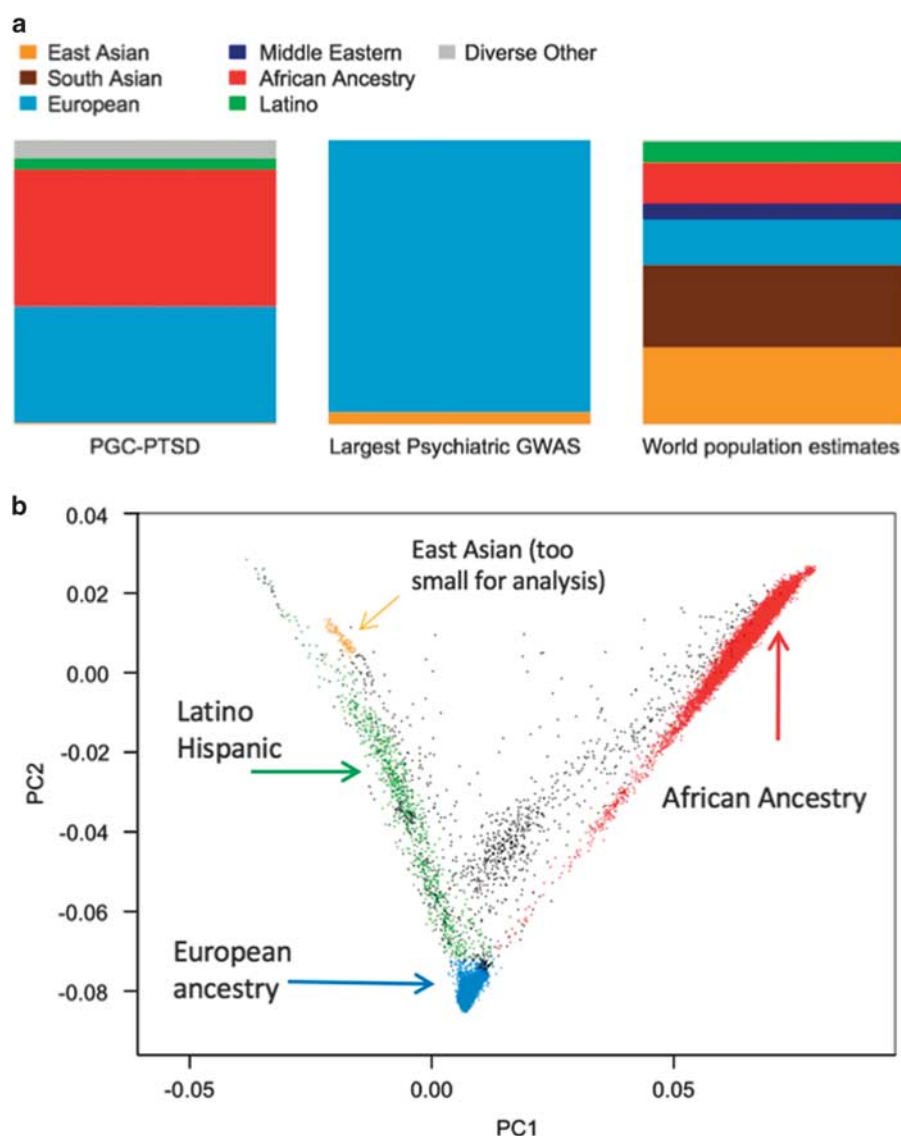 a
East Asian
South Asian
European
Middle Eastern
African Ancestry
Latino
Diverse Other
PGC-PTSD
Largest Psychiatric GWAS
World population estimates
b
0.04
0.02
0.00
-0.02
-0.04
-0.06
-0.08
PC2
East Asian (too
small for analysis)
Latino
Hispanic
African Ancestry
European
ancestry
-0.05
0.00
0.05
PC1